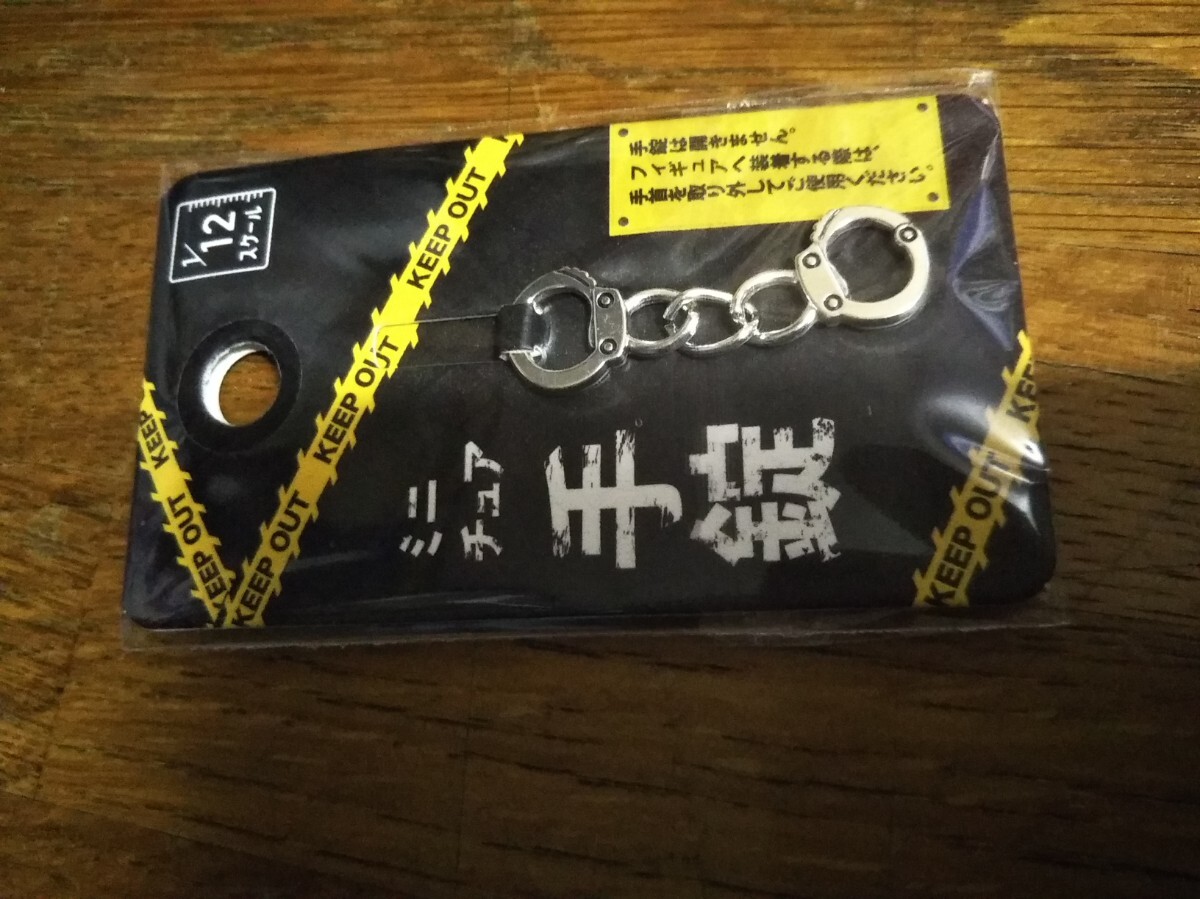 1/12
スケール
手錠は開きません。
フィギュアへ装着する際は、
手首を取り外してご使用ください。
KEEP OUT
KEEP OUT
KEEP OUT
KEEP
KEEP OUT
KEEP OUT
KE
ミニ
チュア
手
錠